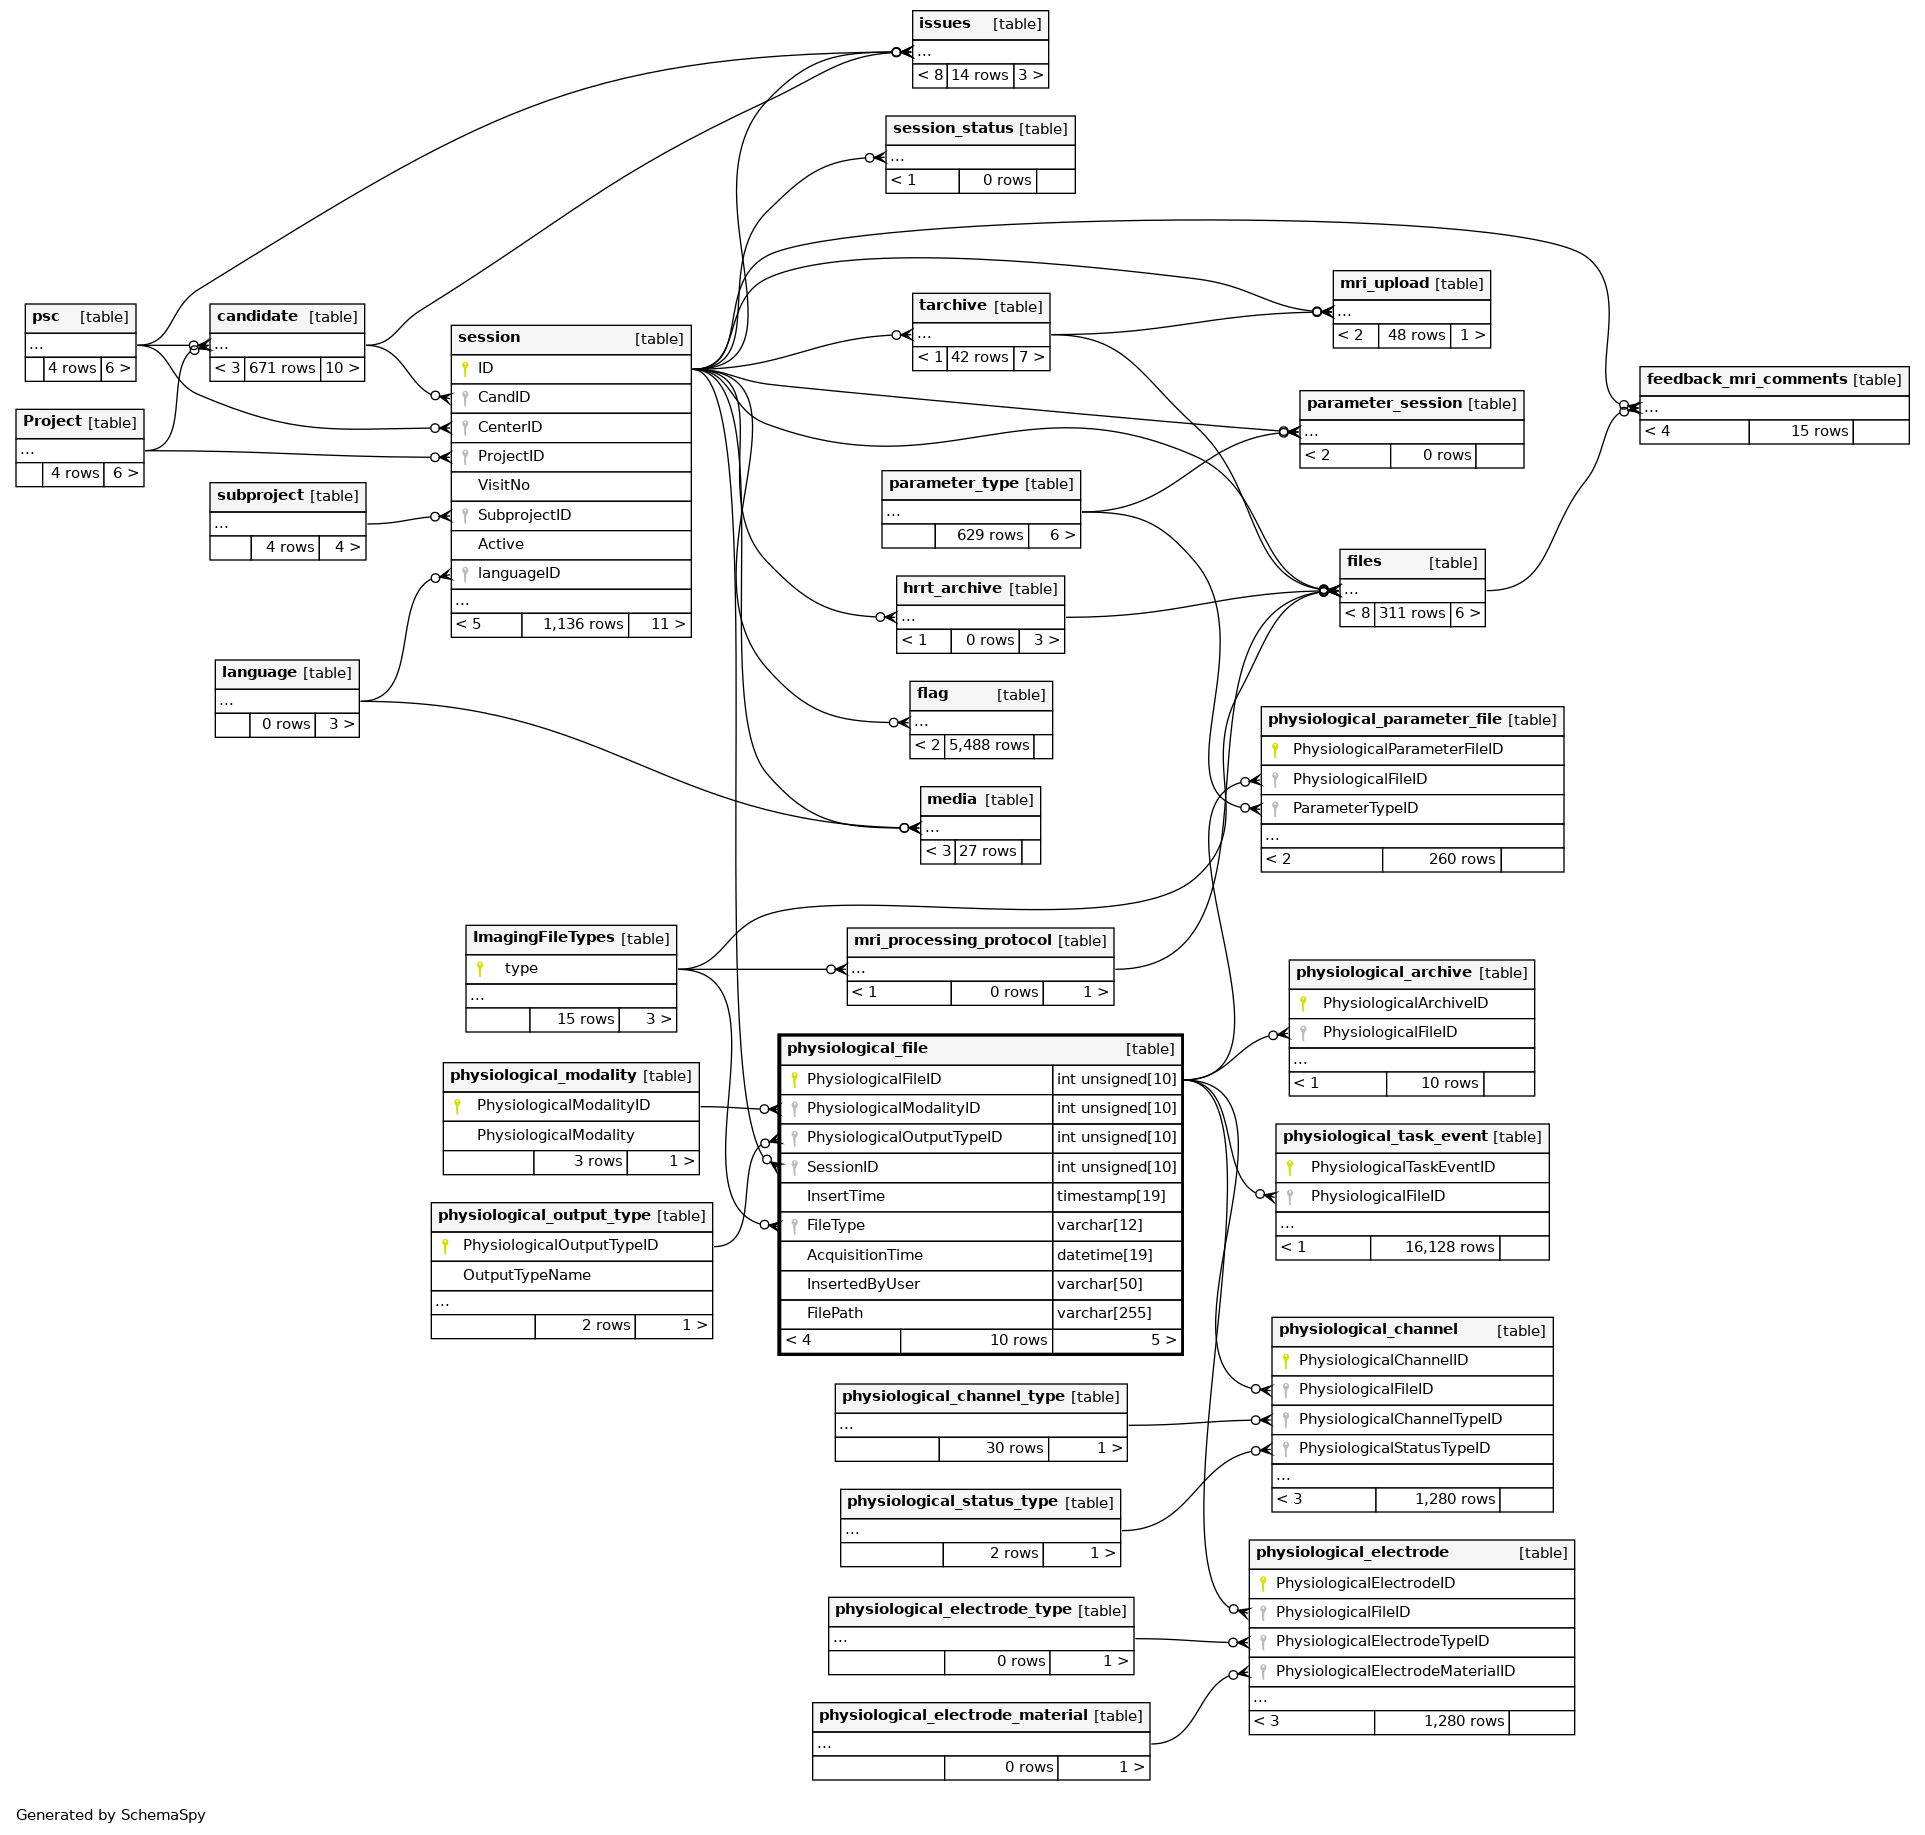 issues [table]
...
< 8 14 rows 3 >
session_status [table]
...
< 1 0 rows
mri_upload [table]
...
< 2 48 rows 1 >
tarchive [table]
...
< 1 42 rows 7 >
psc [table]
...
4 rows 6 >
candidate [table]
...
< 3 671 rows 10 >
session [table]
ID
CandID
CenterID
ProjectID
VisitNo
SubprojectID
Active
languageID
...
< 5 1,136 rows 11 >
feedback_mri_comments [table]
...
< 4 15 rows
parameter_session [table]
...
< 2 0 rows
Project [table]
...
4 rows 6 >
subproject [table]
...
4 rows 4 >
parameter_type [table]
...
629 rows 6 >
files [table]
...
< 8 311 rows 6 >
hrrt_archive [table]
...
< 1 0 rows 3 >
language [table]
...
0 rows 3 >
flag [table]
...
< 2 5,488 rows
physiological_parameter_file [table]
PhysiologicalParameterFileID
PhysiologicalFileID
ParameterTypeID
...
< 2 260 rows
media [table]
...
< 3 27 rows
ImagingFileTypes [table]
type
...
15 rows 3 >
mri_processing_protocol [table]
...
< 1 0 rows 1 >
physiological_archive [table]
PhysiologicalArchiveID
PhysiologicalFileID
...
< 1 10 rows
physiological_file [table]
PhysiologicalFileID int unsigned[10]
PhysiologicalModalityID int unsigned[10]
PhysiologicalOutputTypeID int unsigned[10]
SessionID int unsigned[10]
InsertTime timestamp[19]
FileType varchar[12]
AcquisitionTime datetime[19]
InsertedByUser varchar[50]
FilePath varchar[255]
< 4 10 rows 5 >
physiological_modality [table]
PhysiologicalModalityID
PhysiologicalModality
3 rows 1 >
physiological_task_event [table]
PhysiologicalTaskEventID
PhysiologicalFileID
...
< 1 16,128 rows
physiological_output_type [table]
PhysiologicalOutputTypeID
OutputTypeName
...
2 rows 1 >
physiological_channel [table]
PhysiologicalChannelID
PhysiologicalFileID
PhysiologicalChannelTypeID
PhysiologicalStatusTypeID
...
< 3 1,280 rows
physiological_channel_type [table]
...
30 rows 1 >
physiological_status_type [table]
...
2 rows 1 >
physiological_electrode [table]
PhysiologicalElectrodeID
PhysiologicalFileID
PhysiologicalElectrodeTypeID
PhysiologicalElectrodeMaterialID
...
< 3 1,280 rows
physiological_electrode_type [table]
...
0 rows 1 >
physiological_electrode_material [table]
...
0 rows 1 >
Generated by SchemaSpy